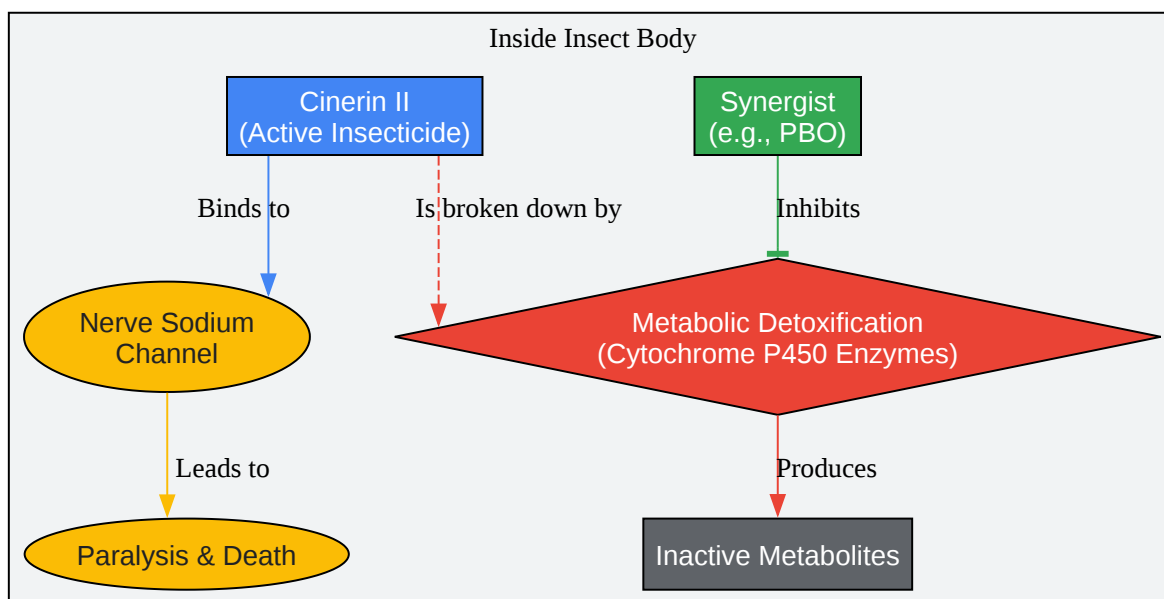 Inside Insect Body
Cinerin II
(Active Insecticide)
Synergist
(e.g., PBO)
Binds to
Is broken down by
Inhibits
Nerve Sodium
Channel
Metabolic Detoxification
(Cytochrome P450 Enzymes)
Leads to
Produces
Paralysis & Death
Inactive Metabolites